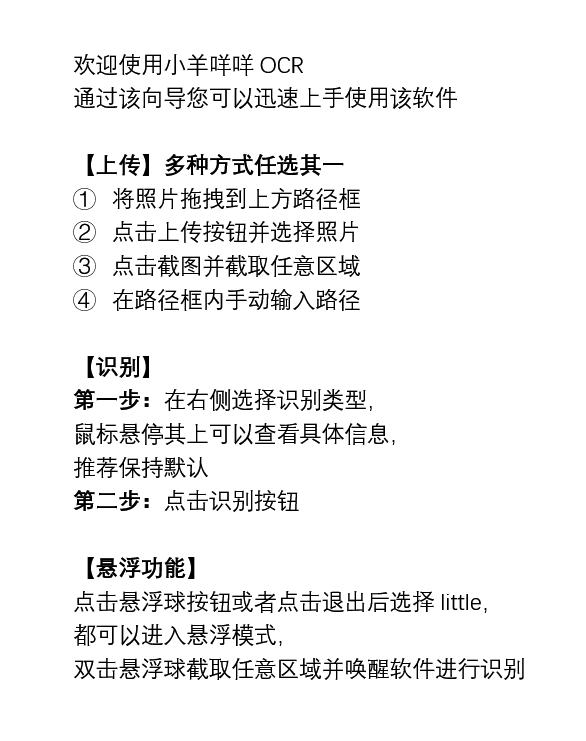 欢迎使用小羊咩咩 OCR
通过该向导您可以迅速上手使用该软件
【上传】多种方式任选其一
① 将照片拖拽到上方路径框
② 点击上传按钮并选择照片
③ 点击截图并截取任意区域
④ 在路径框内手动输入路径
【识别】
第一步：在右侧选择识别类型,
鼠标悬停其上可以查看具体信息,
推荐保持默认
第二步：点击识别按钮
【悬浮功能】
点击悬浮球按钮或者点击退出后选择 little,
都可以进入悬浮模式,
双击悬浮球截取任意区域并唤醒软件进行识别